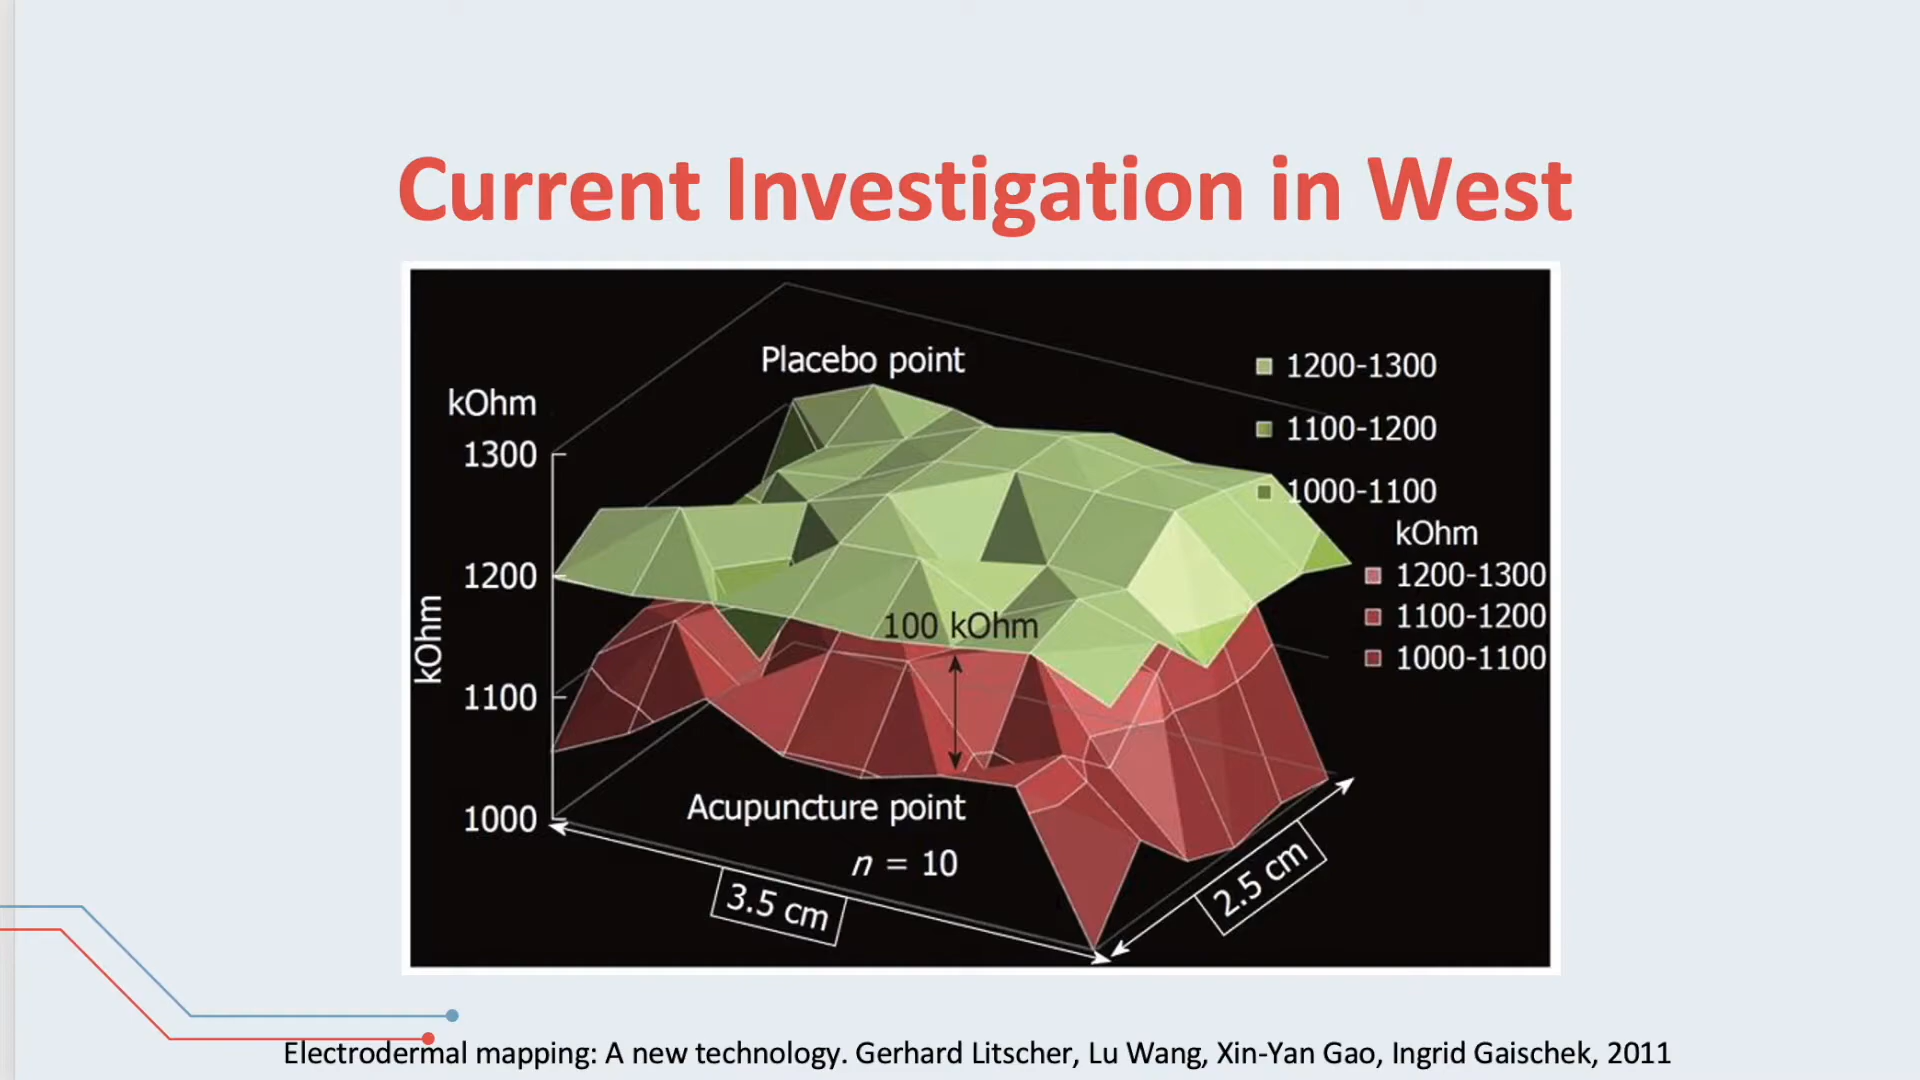 Current Investigation in West
Placebo point
kOhm
1300
1200
1100
1000
kOhm
1200-1300
1100-1200
1000-1100
kOhm
1200-1300
1100-1200
1000-1100
100 kOhm
Acupuncture point
n = 10
3.5 cm
2.5 cm
Electrodermal mapping: A new technology. Gerhard Litscher, Lu Wang, Xin-Yan Gao, Ingrid Gaischek, 2011